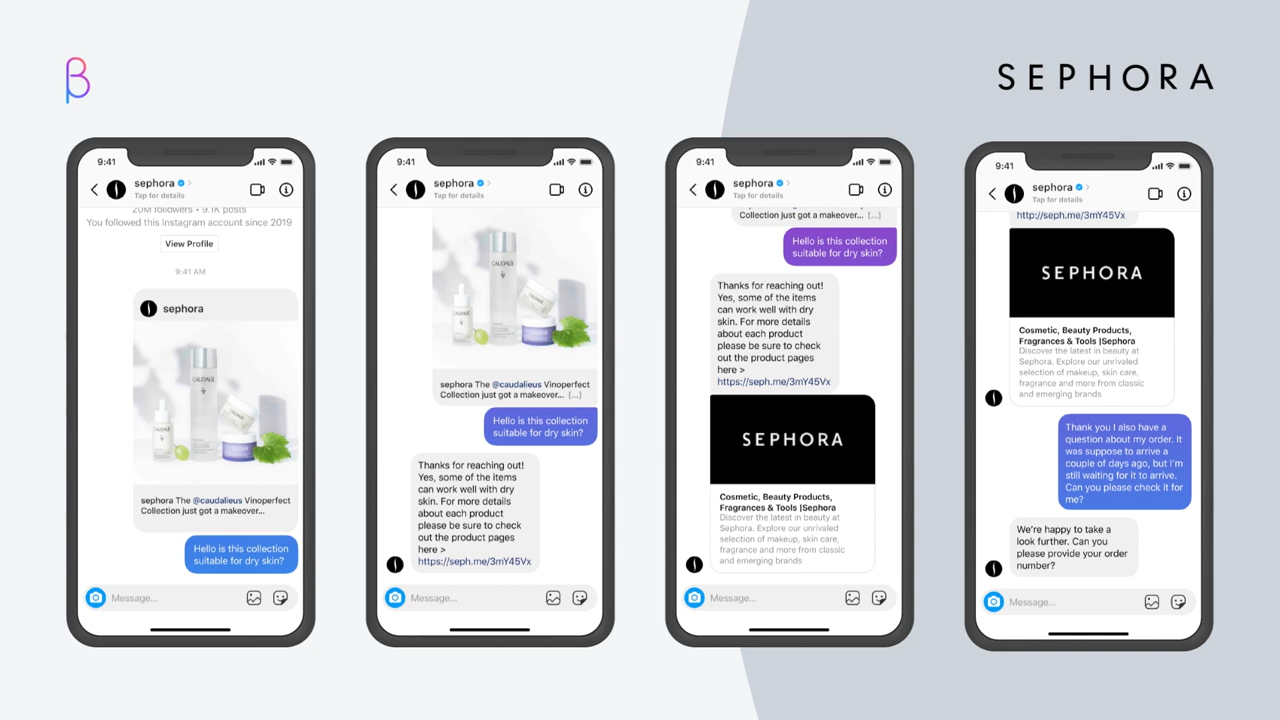 β
SEPHORA
9:41
sephora
Tap for details
20M followers • 9.1K posts
You followed this Instagram account since 2019
View Profile
9:41 AM
sephora
CAUDALIE
sephora The @caudalieus Vinoperfect
Collection just got a makeover...
Hello is this collection
suitable for dry skin?
Message...
9:41
sephora
Tap for details
CAUDALIE
sephora The @caudalieus Vinoperfect
Collection just got a makeover... [...]
Hello is this collection
suitable for dry skin?
Thanks for reaching out!
Yes, some of the items
can work well with dry
skin. For more details
about each product
please be sure to check
out the product pages
here >
https://seph.me/3mY45Vx
Message...
9:41
sephora
Tap for details
Collection just got a makeover... [...]
Hello is this collection
suitable for dry skin?
Thanks for reaching out!
Yes, some of the items
can work well with dry
skin. For more details
about each product
please be sure to check
out the product pages
here >
https://seph.me/3mY45Vx
SEPHORA
Cosmetic, Beauty Products,
Fragrances & Tools |Sephora
Discover the latest in beauty at
Sephora. Explore our unrivaled
selection of makeup, skin care,
fragrance and more from classic
and emerging brands
Message...
9:41
sephora
Tap for details
http://seph.me/3mY45Vx
SEPHORA
Cosmetic, Beauty Products,
Fragrances & Tools |Sephora
Discover the latest in beauty at
Sephora. Explore our unrivaled
selection of makeup, skin care,
fragrance and more from classic
and emerging brands
Thank you I also have a
question about my order. It
was suppose to arrive a
couple of days ago, but I'm
still waiting for it to arrive.
Can you please check it for
me?
We're happy to take a
look further. Can you
please provide your order
number?
Message...